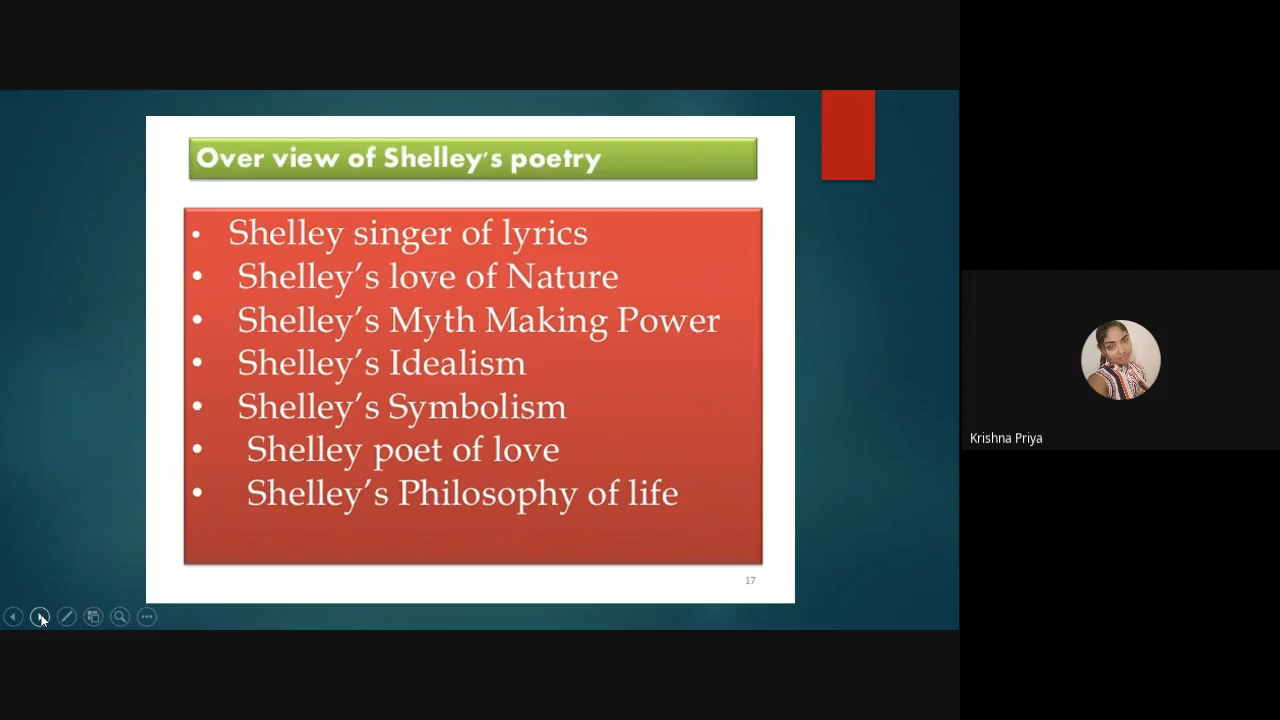 Over view of Shelley's poetry
• Shelley singer of lyrics
• Shelley’s love of Nature
• Shelley’s Myth Making Power
• Shelley’s Idealism
• Shelley’s Symbolism
• Shelley poet of love
• Shelley’s Philosophy of life
17
Krishna Priya